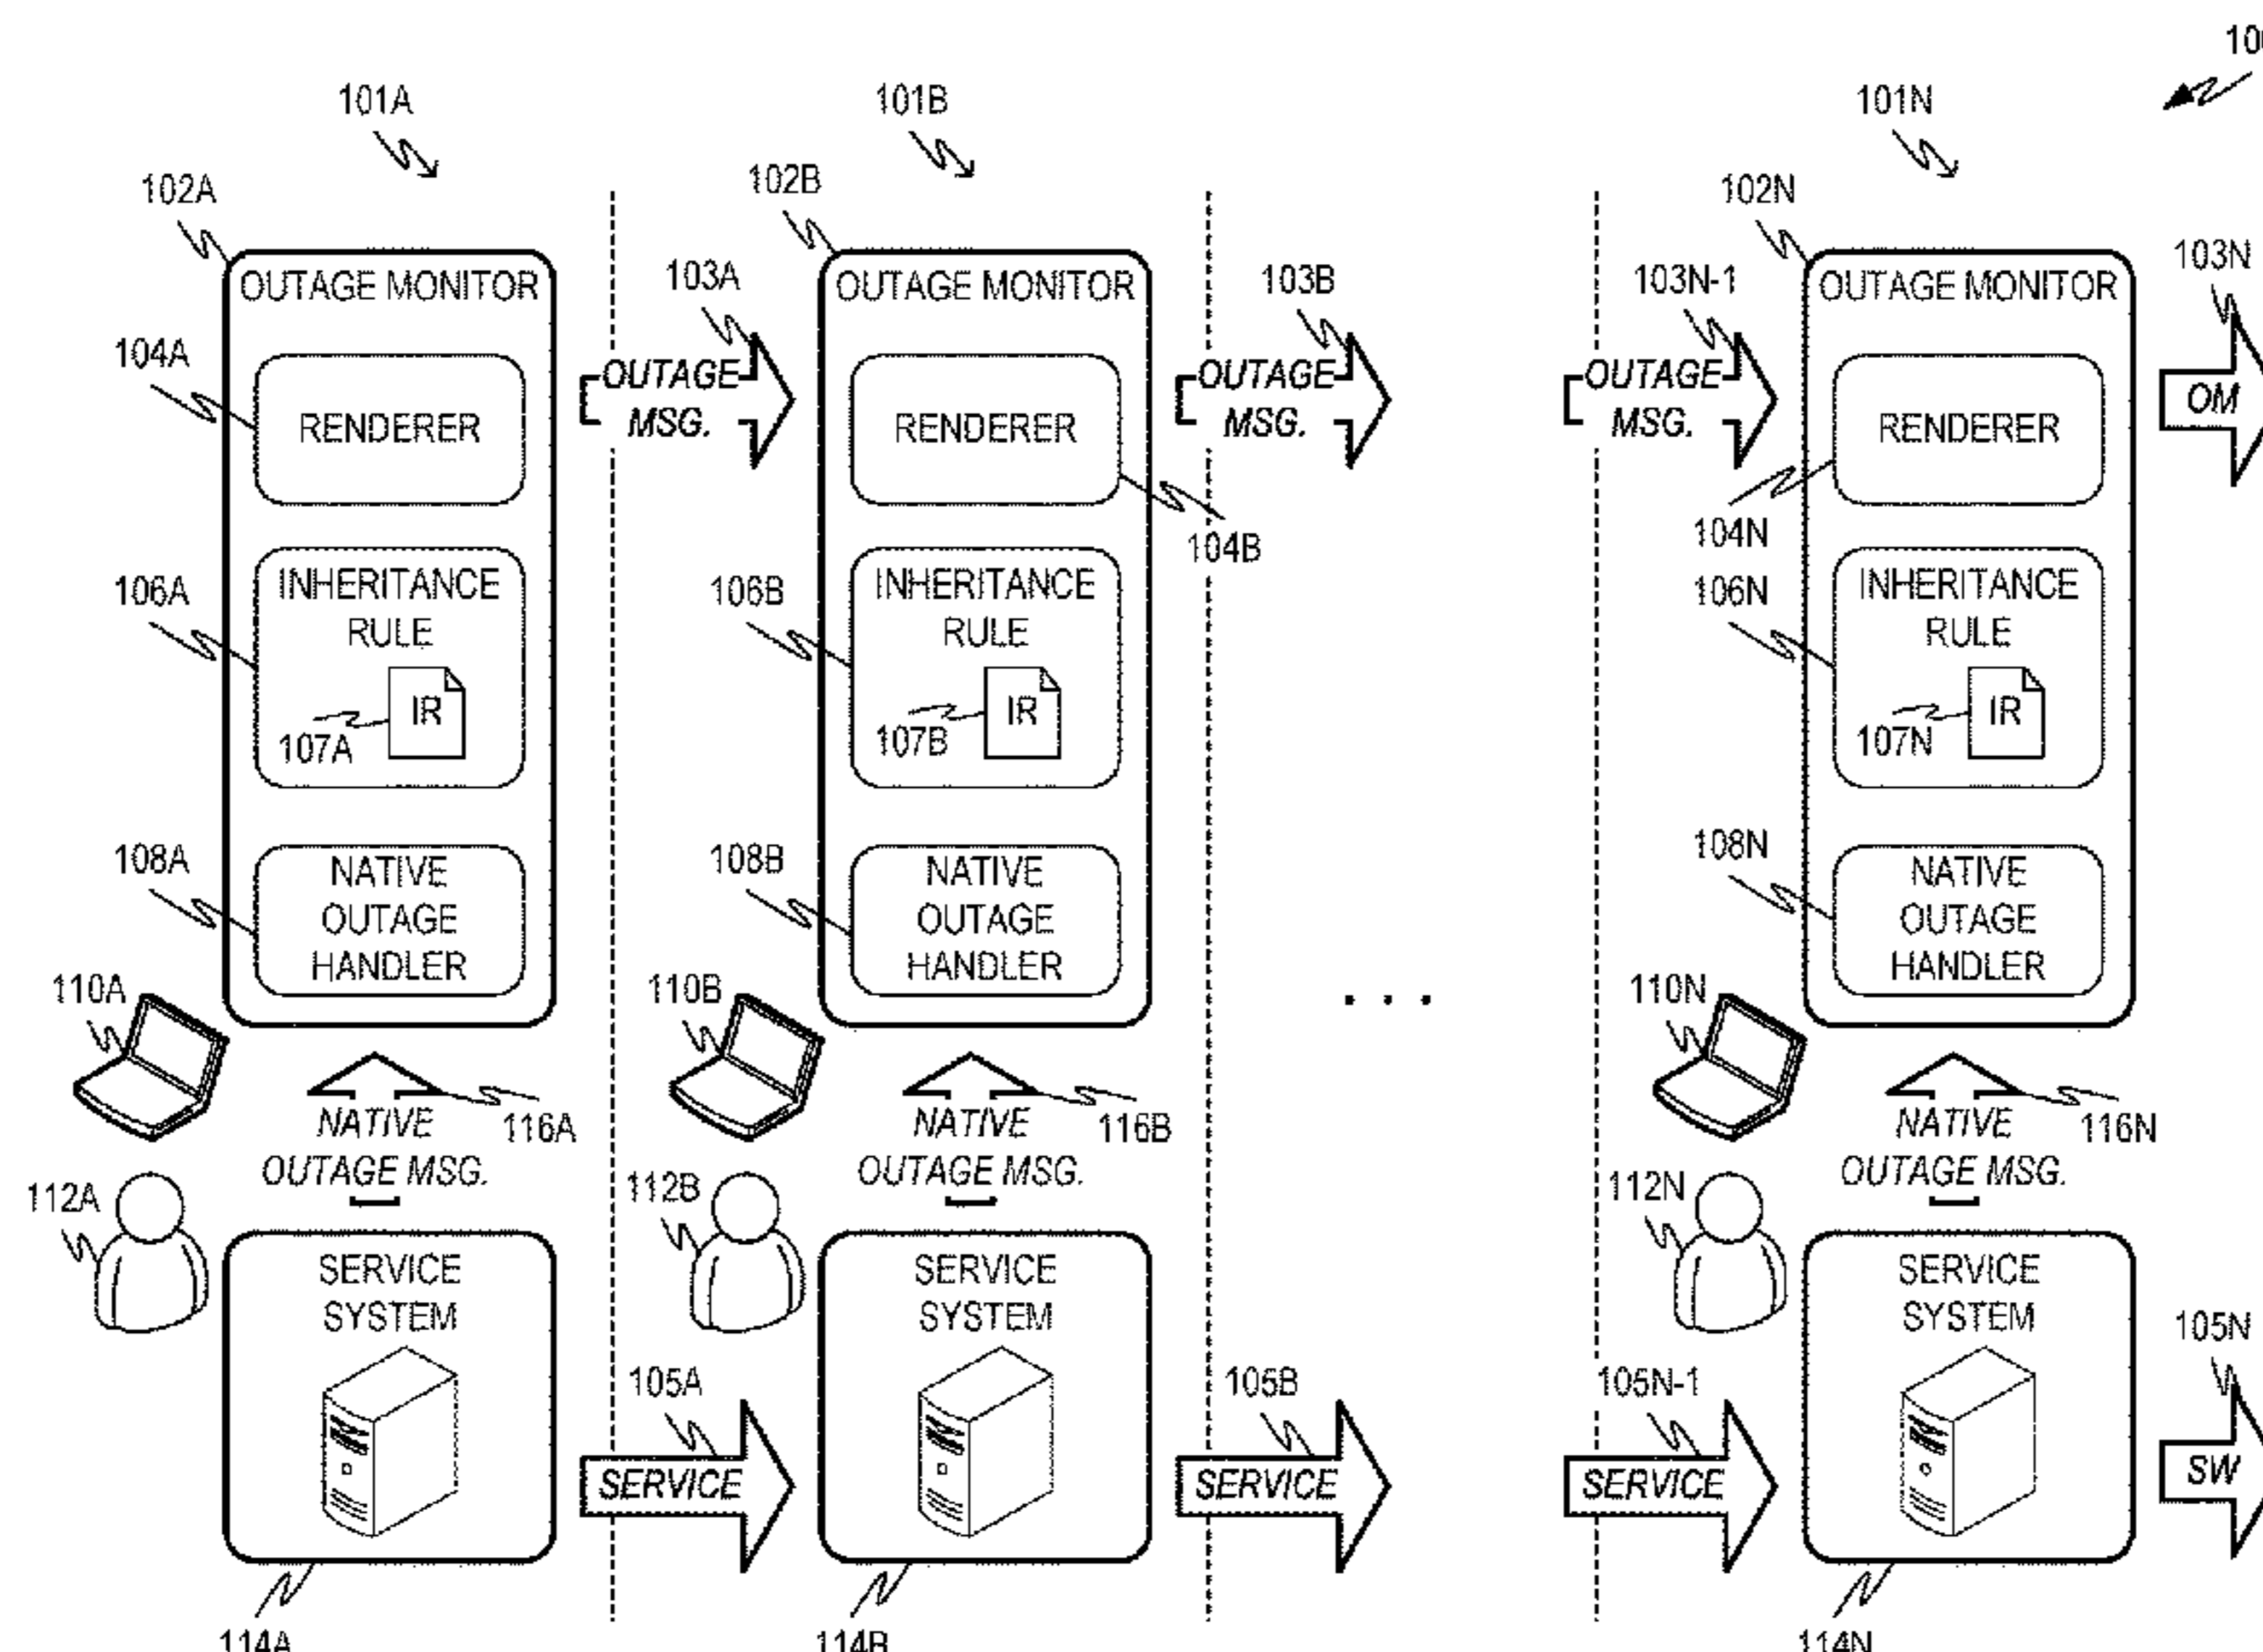 10
101A
101B
101N
102A
102B
102N
OUTAGE MONITOR
OUTAGE MONITOR
OUTAGE MONITOR
103A
103B
103N-1
103N
104A
OUTAGE
MSG.
OUTAGE
MSG.
OUTAGE
MSG.
OM
RENDERER
RENDERER
RENDERER
104B
104N
106A
INHERITANCE
RULE
106B
INHERITANCE
RULE
106N
INHERITANCE
RULE
IR
107A
IR
107B
IR
107N
108A
NATIVE
OUTAGE
HANDLER
108B
NATIVE
OUTAGE
HANDLER
108N
NATIVE
OUTAGE
HANDLER
110A
110B
. . .
110N
NATIVE
OUTAGE MSG.
116A
NATIVE
OUTAGE MSG.
116B
NATIVE
OUTAGE MSG.
116N
112A
112B
112N
SERVICE
SYSTEM
SERVICE
SYSTEM
SERVICE
SYSTEM
105A
105B
105N-1
105N
SERVICE
SERVICE
SERVICE
SW
114A
114B
114N